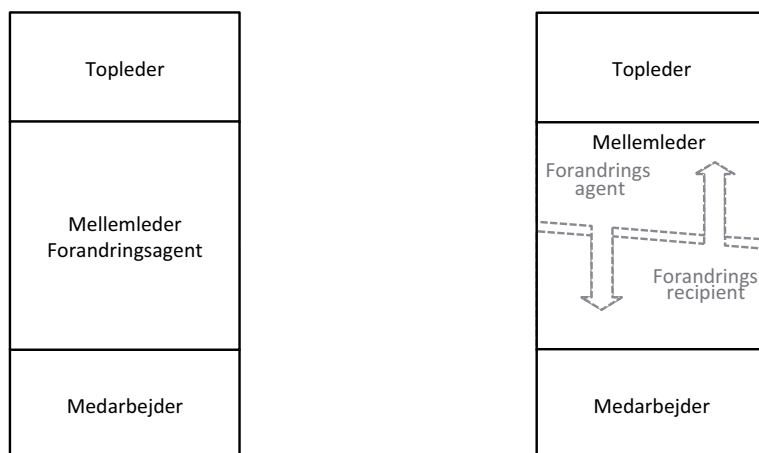 Topleder
Mellemleder
Forandringsagent
Medarbejder
Topleder
Mellemleder
Forandrings
agent
Forandrings
recipient
Medarbejder